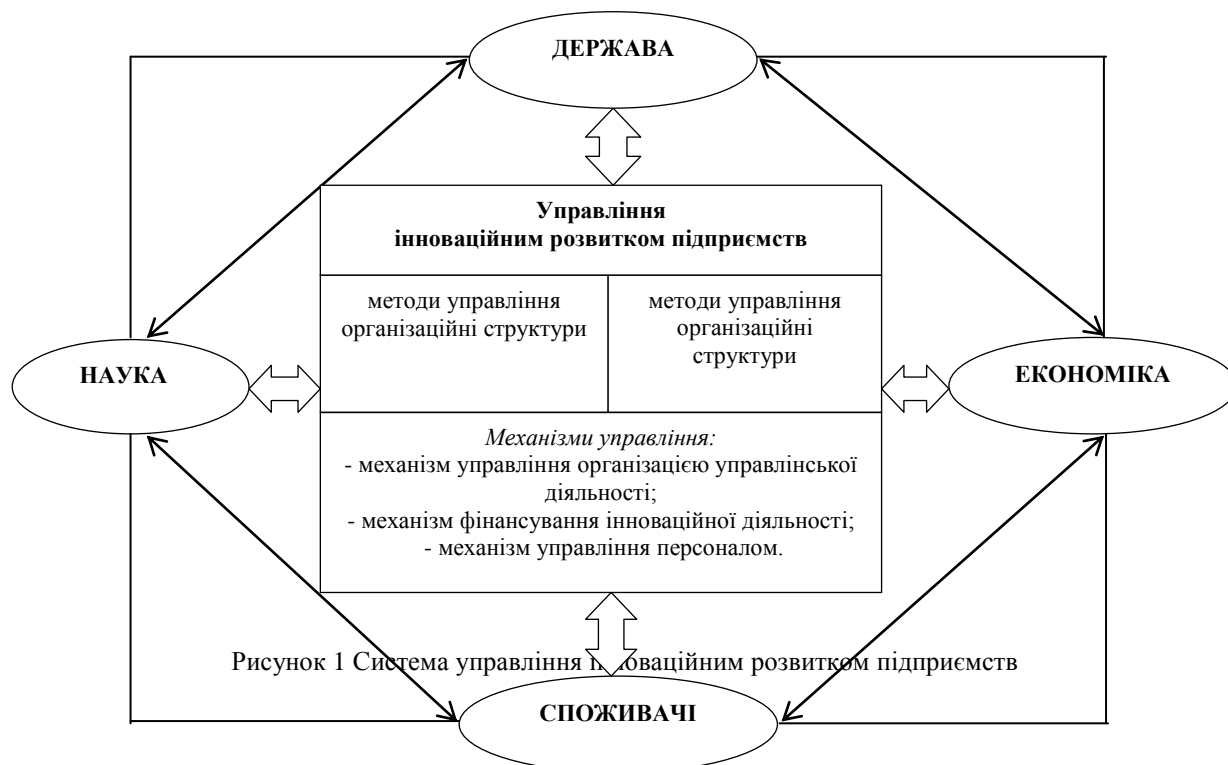 ДЕРЖАВА
Управління
інноваційним розвитком підприємств
методи управління
організаційні структури
методи управління
організаційні
структури
НАУКА
ЕКОНОМІКА
Механізми управління:
- механізм управління організацією управлінської
діяльності;
- механізм фінансування інноваційної діяльності;
- механізм управління персоналом.
Рисунок 1 Система управління інноваційним розвитком підприємств
СПОЖИВАЧІ